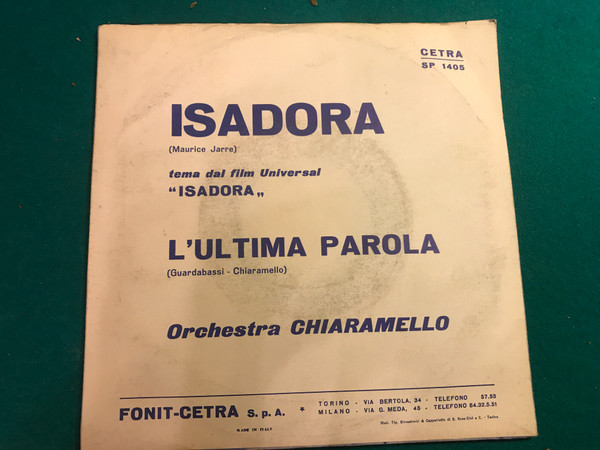 CETRA
SP 1405
ISADORA
(Maurice Jarre)
tema dal film Universal
“ISADORA„
L'ULTIMA PAROLA
(Guardabassi - Chiaramello)
Orchestra CHIARAMELLO
FONIT-CETRA S.p.A. * TORINO - VIA BERTOLA, 34 - TELEFONO 57.53
MILANO - VIA G. MEDA, 45 - TELEFONO 84.32.5.51
MADE IN ITALY